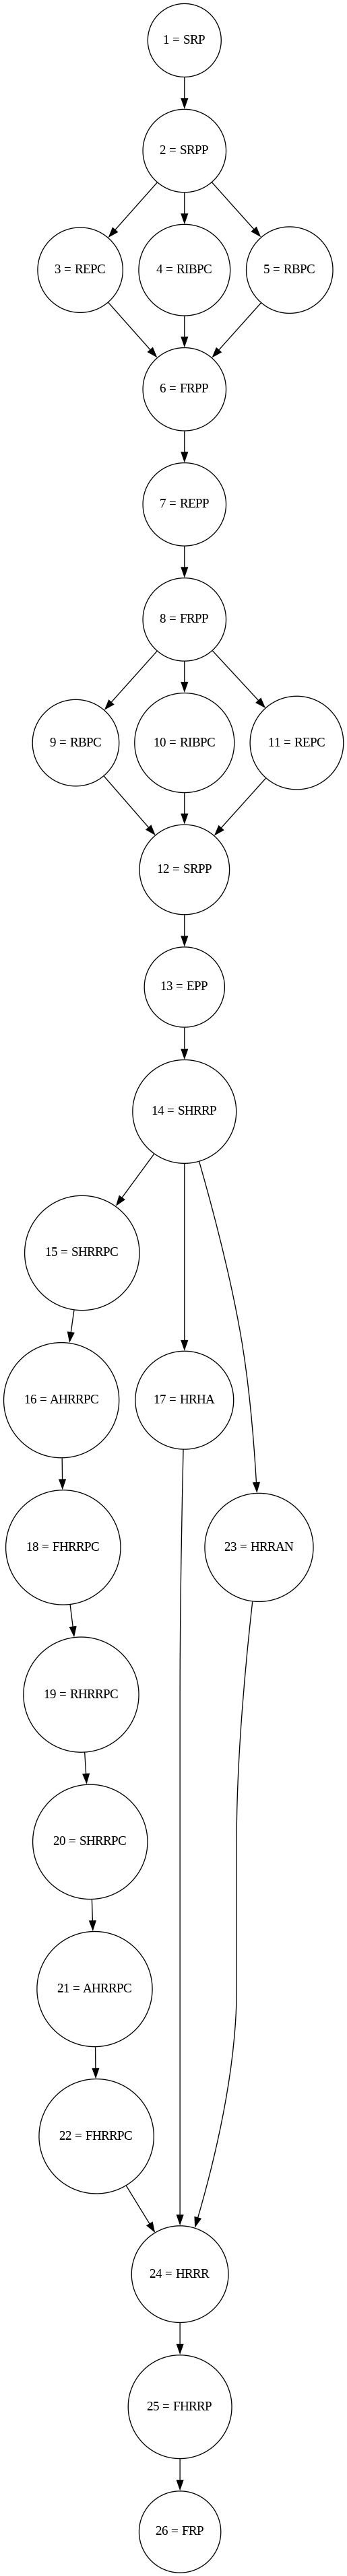 1 = SRP
2 = SRPP
3 = REPC
4 = RIBPC
5 = RBPC
6 = FRPP
7 = REPP
8 = FRPP
9 = RBPC
10 = RIBPC
11 = REPC
12 = SRPP
13 = EPP
14 = SHRRP
15 = SHRRPC
16 = AHRRPC
17 = HRHA
18 = FHRRPC
23 = HRRAN
19 = RHRRPC
20 = SHRRPC
21 = AHRRPC
22 = FHRRPC
24 = HRRR
25 = FHRRP
26 = FRP